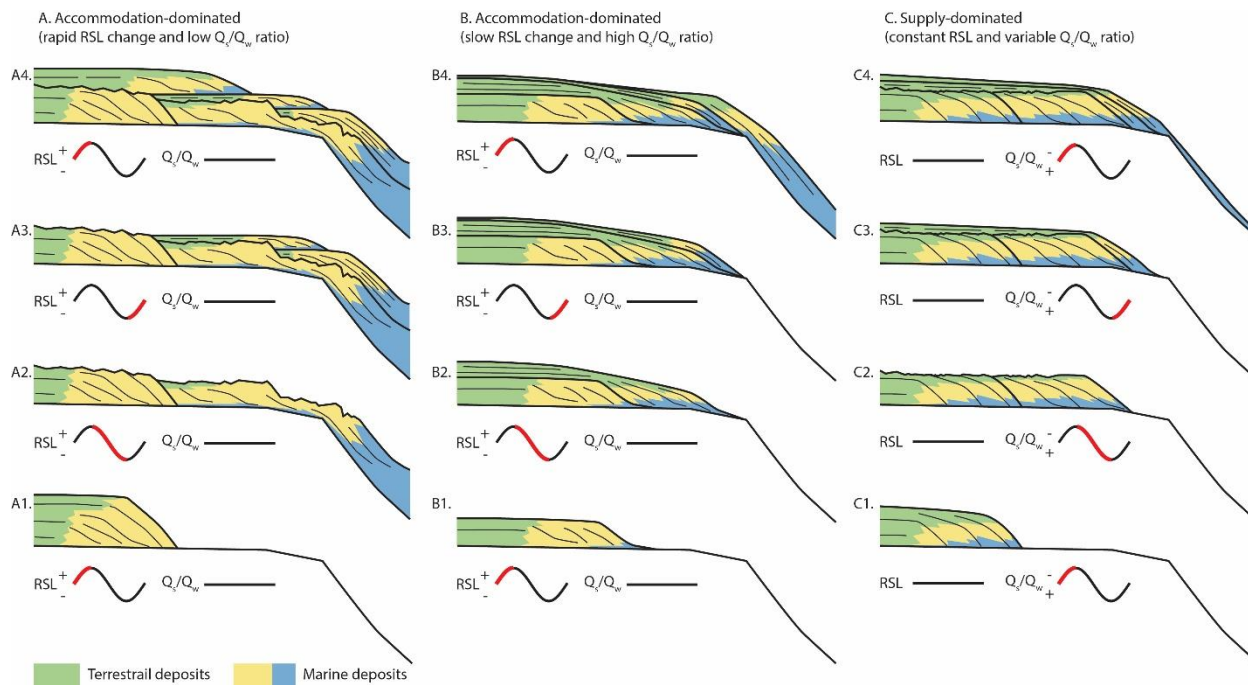 A. Accommodation-dominated
(rapid RSL change and low Qs/Qw ratio)
A4.
RSL + -
Qs/Qw
A3.
RSL + -
Qs/Qw
A2.
RSL + -
Qs/Qw
A1.
RSL + -
Qs/Qw
B. Accommodation-dominated
(slow RSL change and high Qs/Qw ratio)
B4.
RSL + -
Qs/Qw
B3.
RSL + -
Qs/Qw
B2.
RSL + -
Qs/Qw
B1.
RSL + -
Qs/Qw
C. Supply-dominated
(constant RSL and variable Qs/Qw ratio)
C4.
RSL
Qs/Qw - +
C3.
RSL
Qs/Qw - +
C2.
RSL
Qs/Qw - +
C1.
RSL
Qs/Qw - +
Terrestrail deposits
Marine deposits